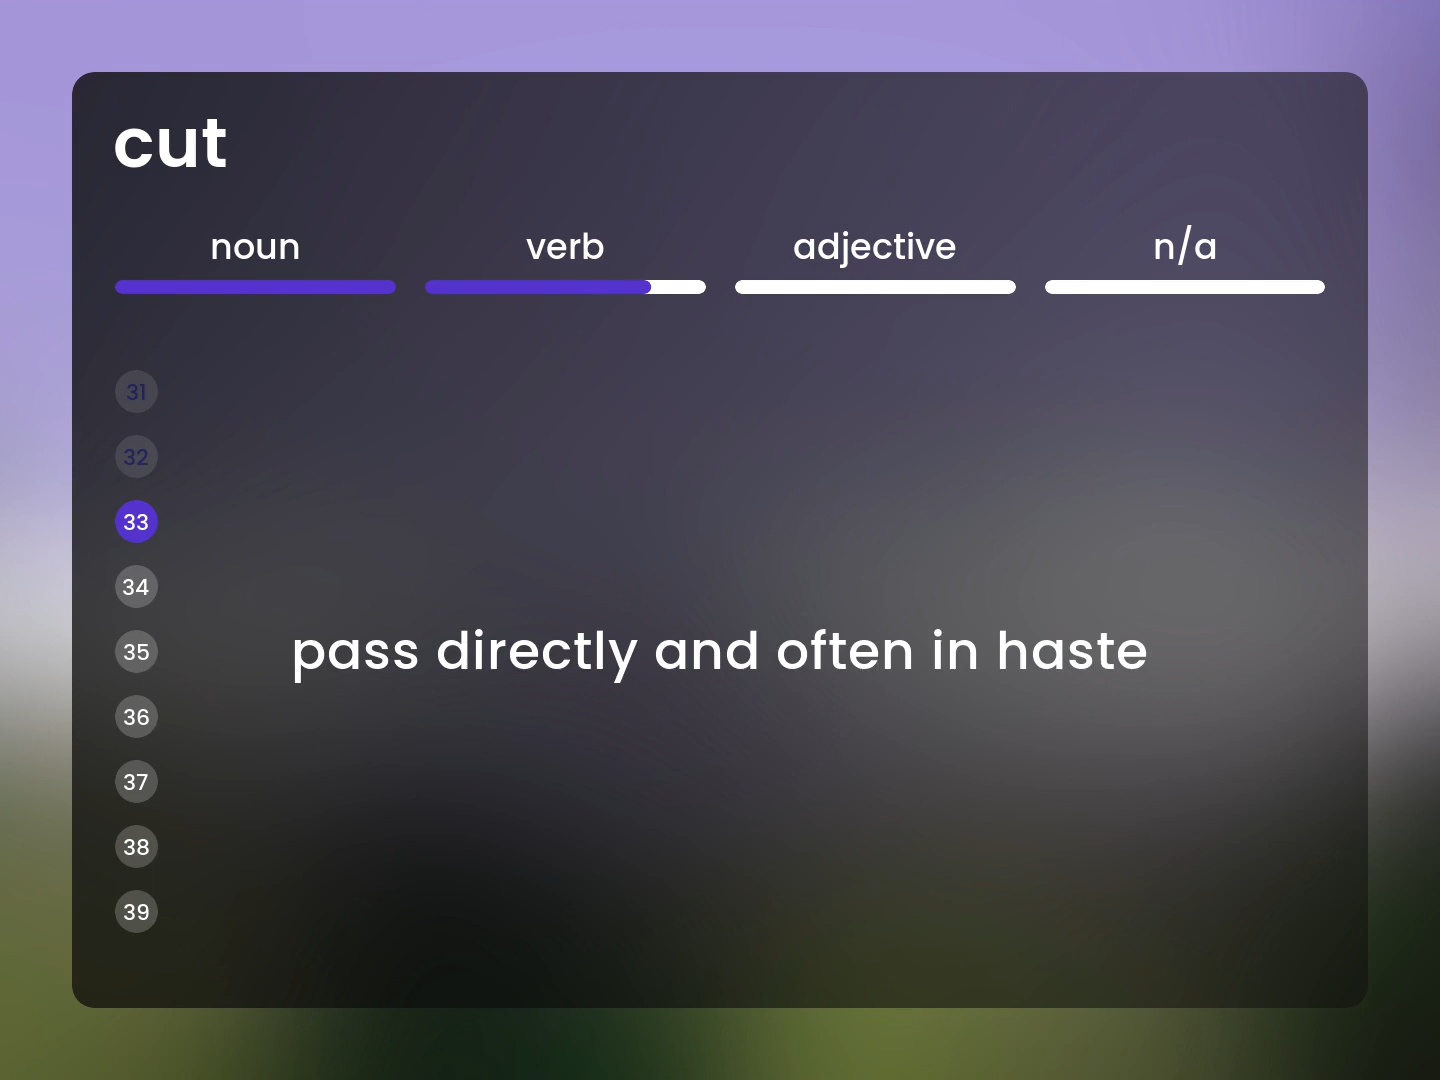 cut
noun
verb
adjective
n/a
31
32
33
34
35
pass directly and often in haste
36
37
38
39